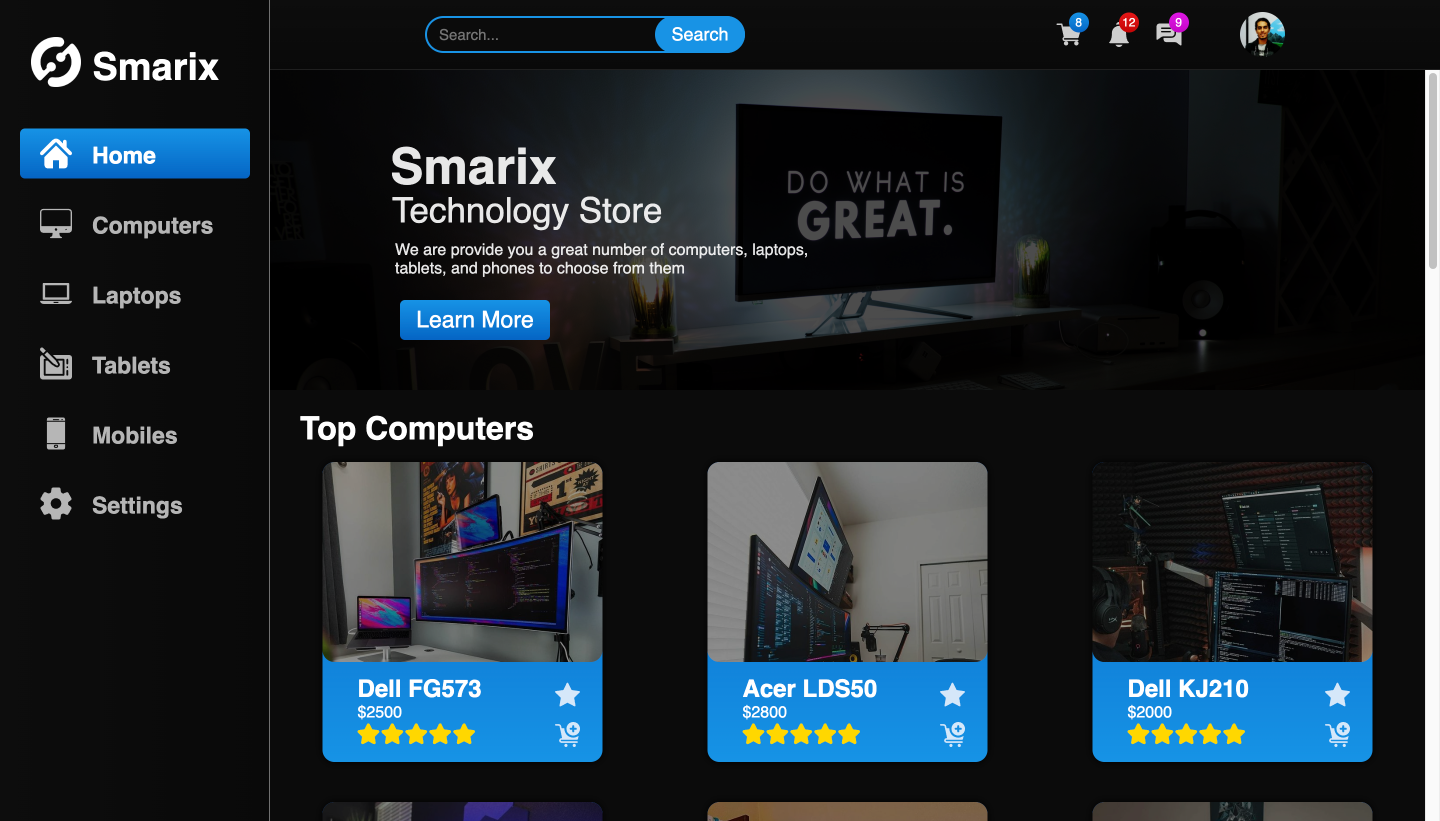 Smarix
Search...
Search
8
12
9
Home
Computers
Laptops
Tablets
Mobiles
Settings
Smarix
Technology Store
We are provide you a great number of computers, laptops,
tablets, and phones to choose from them
Learn More
DO WHAT IS
GREAT.
LOVE
Top Computers
Dell FG573
$2500
Acer LDS50
$2800
Dell KJ210
$2000